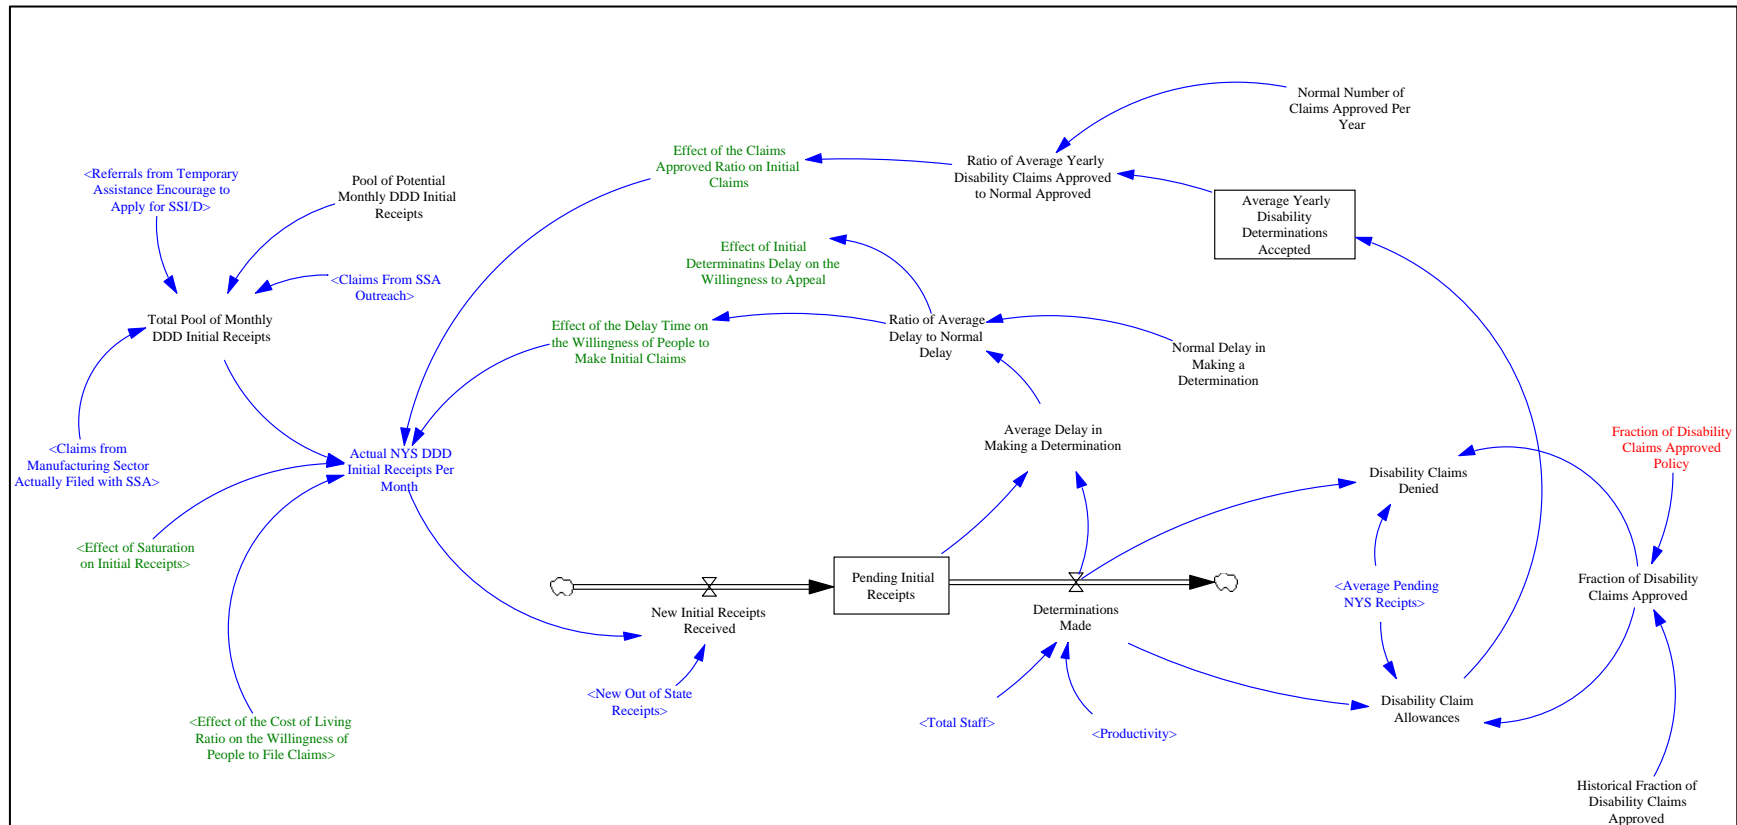 Normal Number of
Claims Approved Per
Year
Effect of the Claims
Approved Ratio on Initial
Claims
Ratio of Average Yearly
Disability Claims Approved
to Normal Approved
<Referrals from Temporary
Assistance Encourage to
Apply for SSI/D>
Pool of Potential
Monthly DDD Initial
Receipts
Average Yearly
Disability
Determinations
Accepted
Effect of Initial
Determinatins Delay on the
Willingness to Appeal
<Claims From SSA
Outreach>
Total Pool of Monthly
DDD Initial Receipts
Effect of the Delay Time on
the Willingness of People to
Make Initial Claims
Ratio of Average
Delay to Normal
Delay
Normal Delay in
Making a
Determination
Average Delay in
Making a Determination
Fraction of Disability
Claims Approved
Policy
<Claims from
Manufacturing Sector
Actually Filed with SSA>
Actual NYS DDD
Initial Receipts Per
Month
Disability Claims
Denied
<Effect of Saturation
on Initial Receipts>
Pending Initial
Receipts
<Average Pending
NYS Recipts>
Fraction of Disability
Claims Approved
New Initial Receipts
Received
Determinations
Made
<New Out of State
Receipts>
<Total Staff>
<Productivity>
Disability Claim
Allowances
<Effect of the Cost of Living
Ratio on the Willingness of
People to File Claims>
Historical Fraction of
Disability Claims
Approved